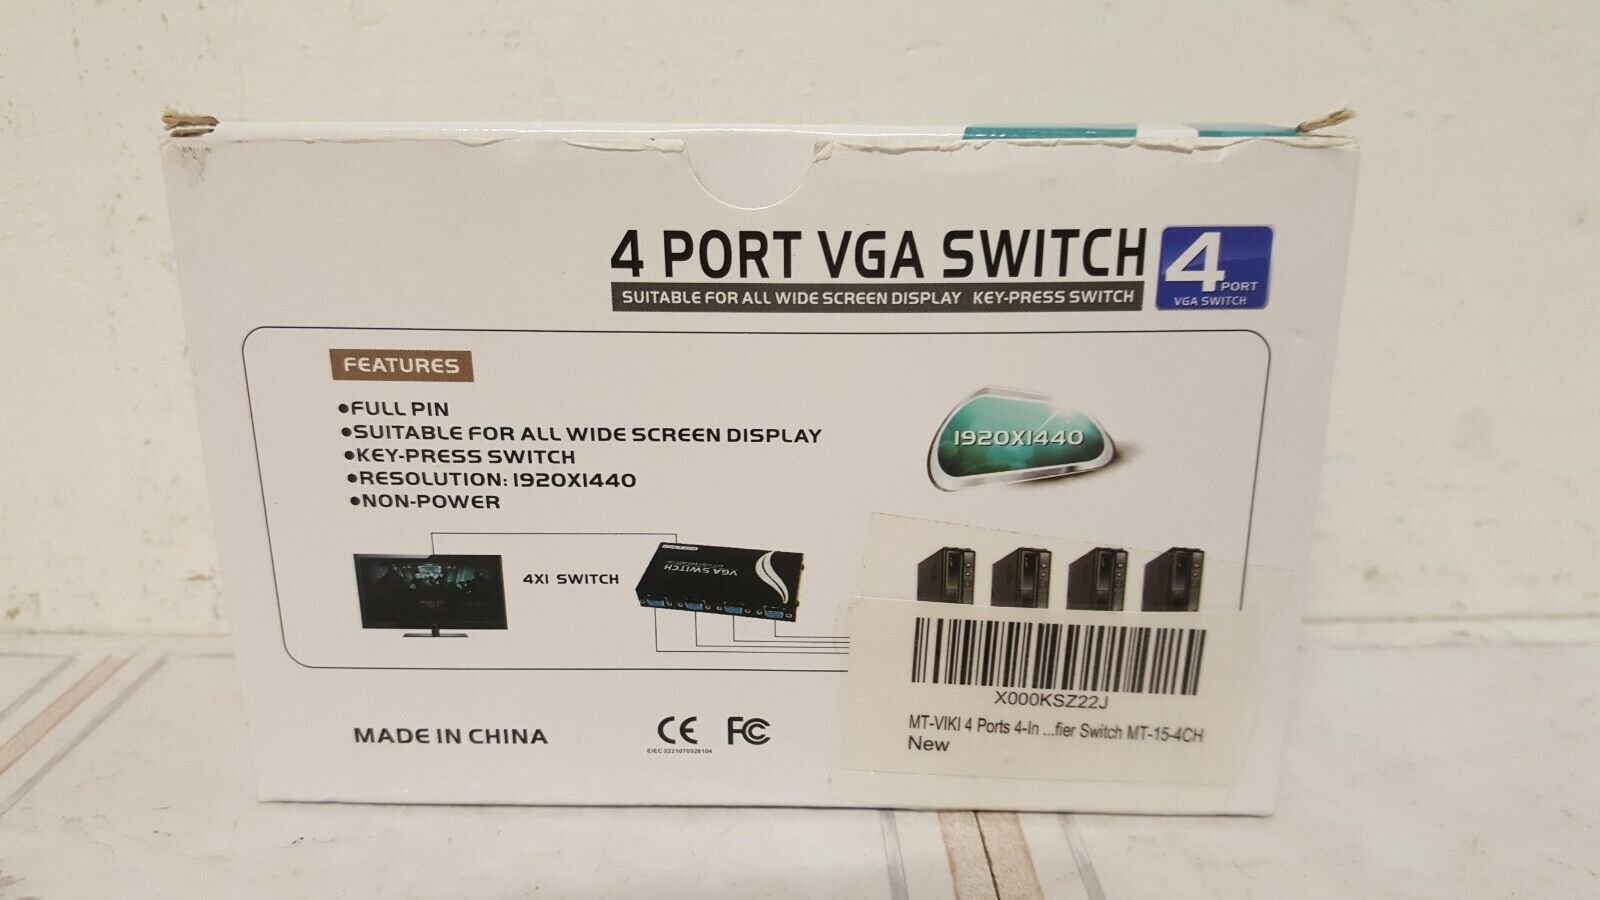 4 PORT VGA SWITCH
SUITABLE FOR ALL WIDE SCREEN DISPLAY KEY-PRESS SWITCH
4 PORT
VGA SWITCH
FEATURES
•FULL PIN
•SUITABLE FOR ALL WIDE SCREEN DISPLAY
•KEY-PRESS SWITCH
•RESOLUTION: 1920X1440
•NON-POWER
1920X1440
4X1 SWITCH
VGA SWITCH
MADE IN CHINA
CE FC
E/EC 2221070328104
X000KSZ22J
MT-VIKI 4 Ports 4-In ...fier Switch MT-15-4CH
New